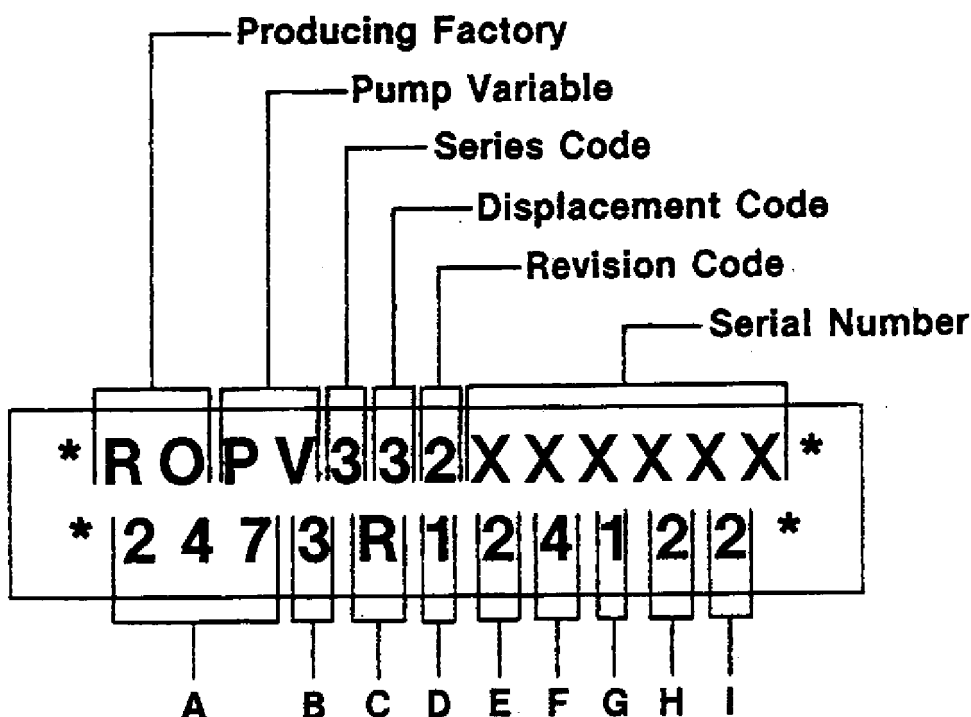 Producing Factory
Pump Variable
Series Code
Displacement Code
Revision Code
Serial Number
* R O P V 3 3 2 X X X X X X *
* 2 4 7 3 R 1 2 4 1 2 2 *
A B C D E F G H I